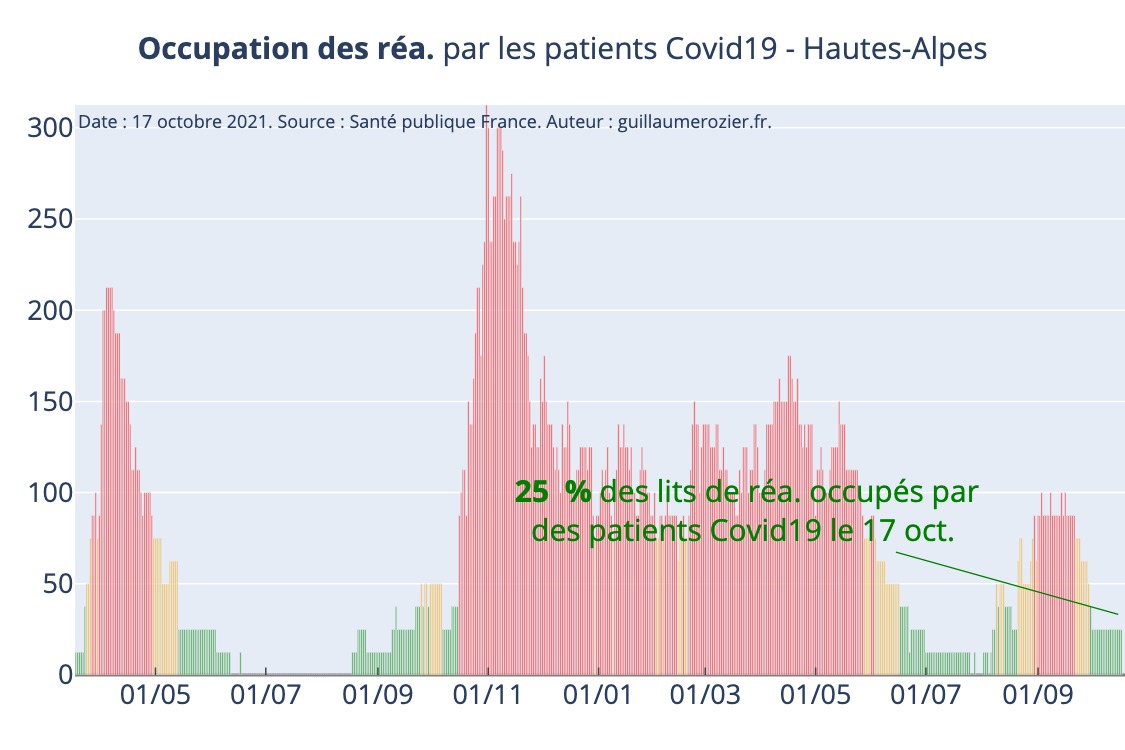 Occupation des réa. par les patients Covid19 - Hautes-Alpes
300
Date : 17 octobre 2021. Source : Santé publique France. Auteur : guillaumerozier.fr.
250
200
150
100
25 % des lits de réa. occupés par
des patients Covid19 le 17 oct.
50
0
01/05 01/07 01/09 01/11 01/01 01/03 01/05 01/07 01/09